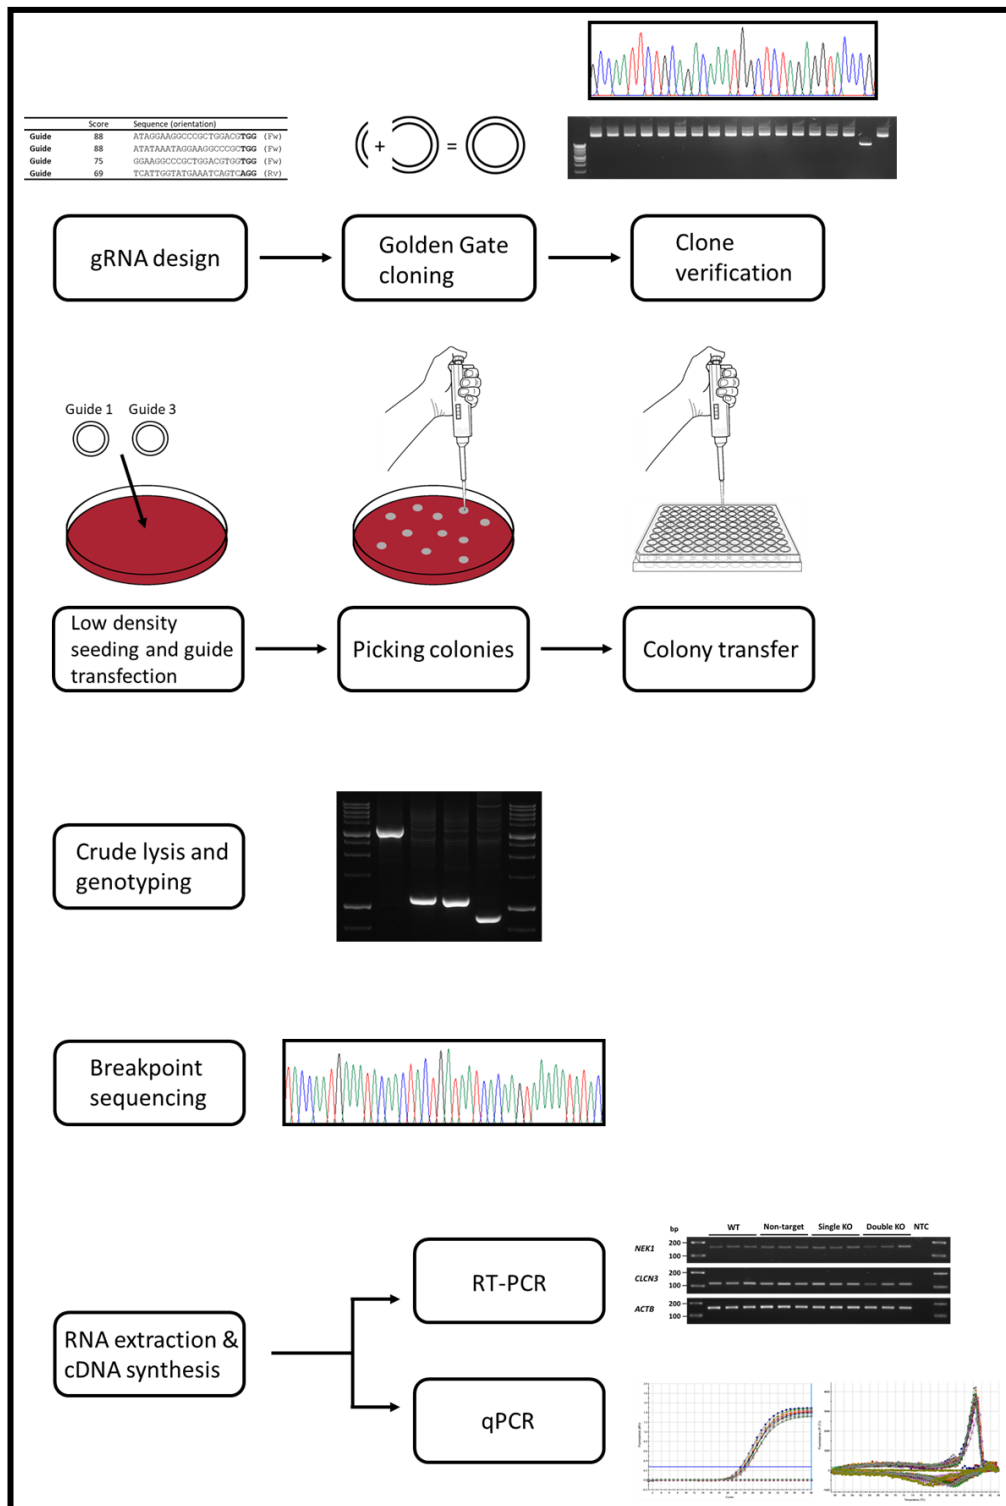 Score Sequence (orientation)
Guide 88 ATAGGAAGGCCCGCTGGACGTGG (Fw)
Guide 88 ATATAAATAGGAAGGCCCGCTGG (Fw)
Guide 75 GGAAGGCCCGCTGGACGTGGTGG (Fw)
Guide 69 TCATTGGTATGAAATCAGTCAGG (Rv)
+ =
gRNA design
Golden Gate
cloning
Clone
verification
Guide 1 Guide 3
Low density
seeding and guide
transfection
Picking colonies
Colony transfer
Crude lysis and
genotyping
Breakpoint
sequencing
RNA extraction &
cDNA synthesis
RT-PCR
qPCR
bp WT Non-target Single KO Double KO NTC
NEK1 200
100
CLCN3 200
100
ACTB 200
100